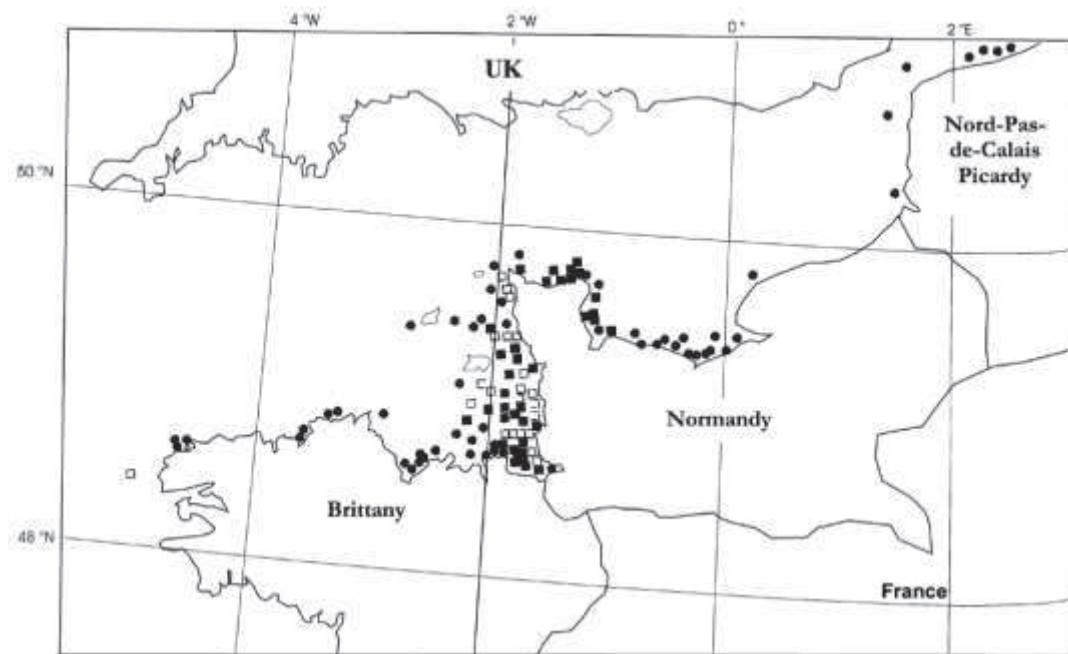 4 °W
2 °W
0 °
2 °E
UK
50 °N
Nord-Pas-
de-Calais
Picardy
Normandy
Brittany
48 °N
France